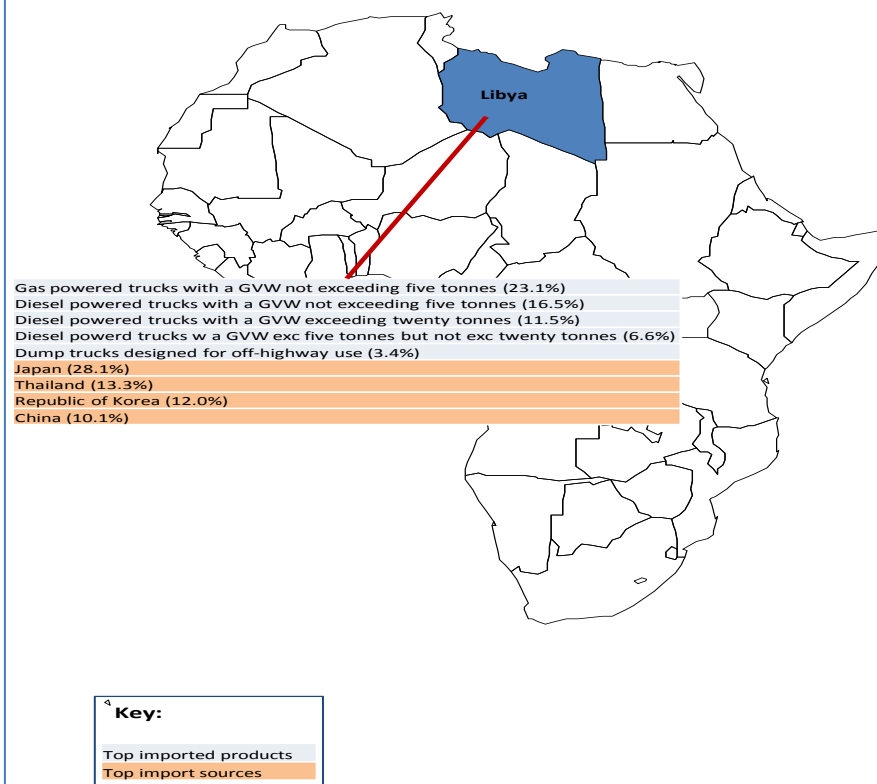 Libya
Gas powered trucks with a GVW not exceeding five tonnes (23.1%)
Diesel powered trucks with a GVW not exceeding five tonnes (16.5%)
Diesel powered trucks with a GVW exceeding twenty tonnes (11.5%)
Diesel powerd trucks w a GVW exc five tonnes but not exc twenty tonnes (6.6%)
Dump trucks designed for off-highway use (3.4%)
Japan (28.1%)
Thailand (13.3%)
Republic of Korea (12.0%)
China (10.1%)
Key:
Top imported products
Top import sources